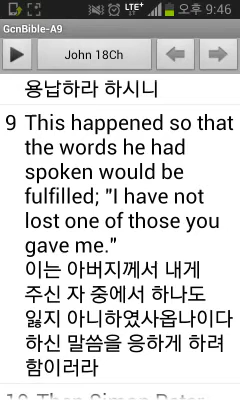 LTE
오후 9:46
GcnBible-A9
John 18Ch
용납하라 하시니
9 This happened so that
the words he had
spoken would be
fulfilled; "I have not
lost one of those you
gave me."
이는 아버지께서 내게
주신 자 중에서 하나도
잃지 아니하였사옵나이다
하신 말씀을 응하게 하려
함이러라
10 Then Simon Peter